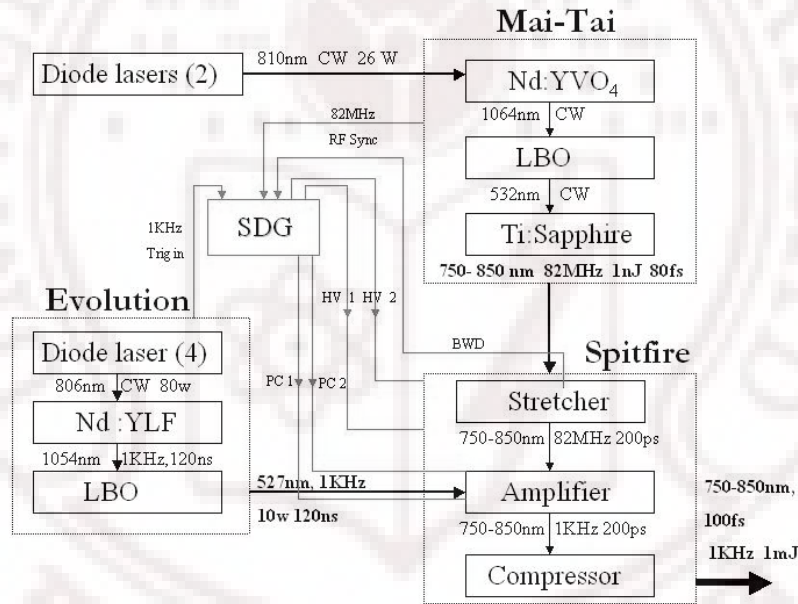 Mai-Tai
Diode lasers (2)
810nm CW 26 W
Nd:YVO4
1064nm CW
LBO
532nm CW
Ti:Sapphire
750- 850 nm 82MHz 1nJ 80fs
82MHz
RF Sync
SDG
1KHz
Trig in
HV 1 HV 2
BWD
PC 1 PC 2
Evolution
Diode laser (4)
806nm CW 80w
Nd :YLF
1054nm 1KHz,120ns
LBO
527nm, 1KHz
10w 120ns
Spitfire
Stretcher
750-850nm 82MHz 200ps
Amplifier
750-850nm 1KHz 200ps
Compressor
750-850nm,
100fs
1KHz 1mJ